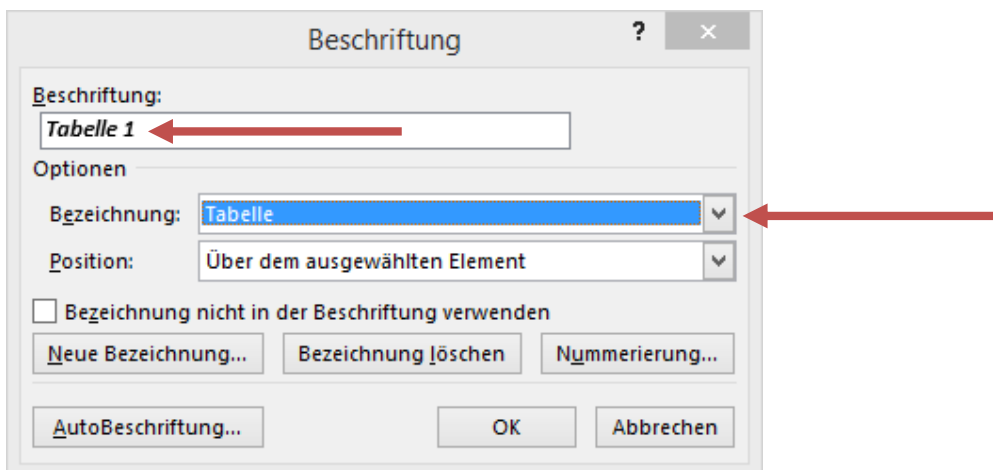 Beschriftung ? ×
Beschriftung:
Tabelle 1
Optionen
Bezeichnung: Tabelle
Position: Über dem ausgewählten Element
Bezeichnung nicht in der Beschriftung verwenden
Neue Bezeichnung... Bezeichnung löschen Nummerierung...
AutoBeschriftung... OK Abbrechen